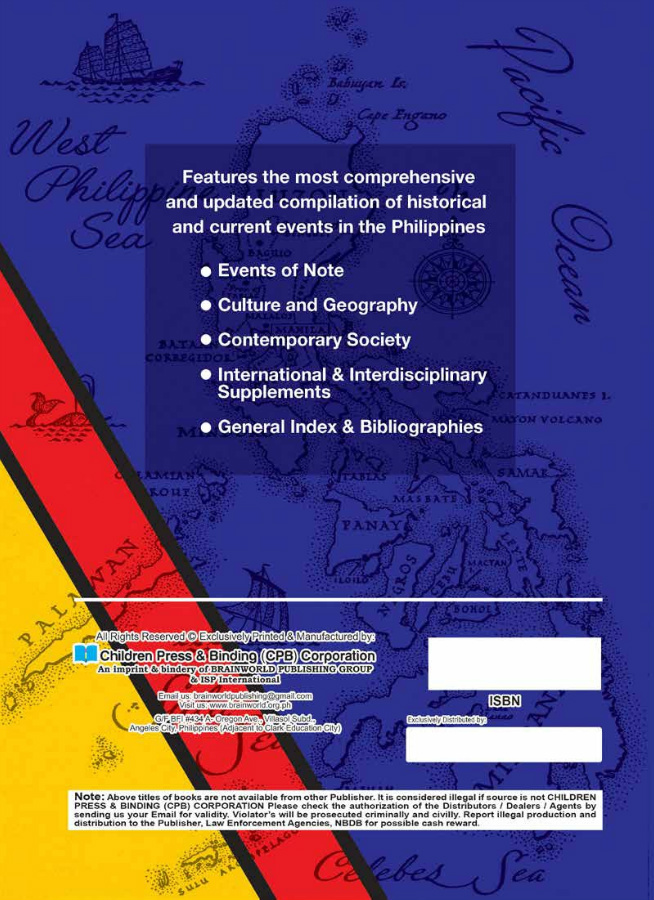 Babuyan Is.
Cape Engano
Pacific
Ocean
West
Philippine
Sea
Features the most comprehensive
and updated compilation of historical
and current events in the Philippines
LUZON
BAGUIO
MANILA
● Events of Note
● Culture and Geography
● Contemporary Society
● International & Interdisciplinary
Supplements
● General Index & Bibliographies
CORREGIDOR
CATANDUANES I.
MAYON VOLCANO
SAMAR
TABLAS
MASBATE
PANAY
ILOILO
NEGROS
CEBU
LEYTE
MACTAN
BOHOL
PALAWAN
All Rights Reserved © Exclusively Printed & Manufactured by:
Children Press & Binding (CPB) Corporation
An imprint & bindery of BRAINWORLD PUBLISHING GROUP
& ISP International
Email us: brainworldpublishing@gmail.com
Visit us: www.brainworld.org.ph
G/F BFI #434 A- Oregon Ave., Villasol Subd.,
Angeles City, Philippines (Adjacent to Clark Education City)
ISBN
Exclusively Distributed by:
Note: Above titles of books are not available from other Publisher. It is considered illegal if source is not CHILDREN
PRESS & BINDING (CPB) CORPORATION Please check the authorization of the Distributors / Dealers / Agents by
sending us your Email for validity. Violator's will be prosecuted criminally and civilly. Report illegal production and
distribution to the Publisher, Law Enforcement Agencies, NBDB for possible cash reward.
SULU ARCHIPELAGO
Celebes Sea